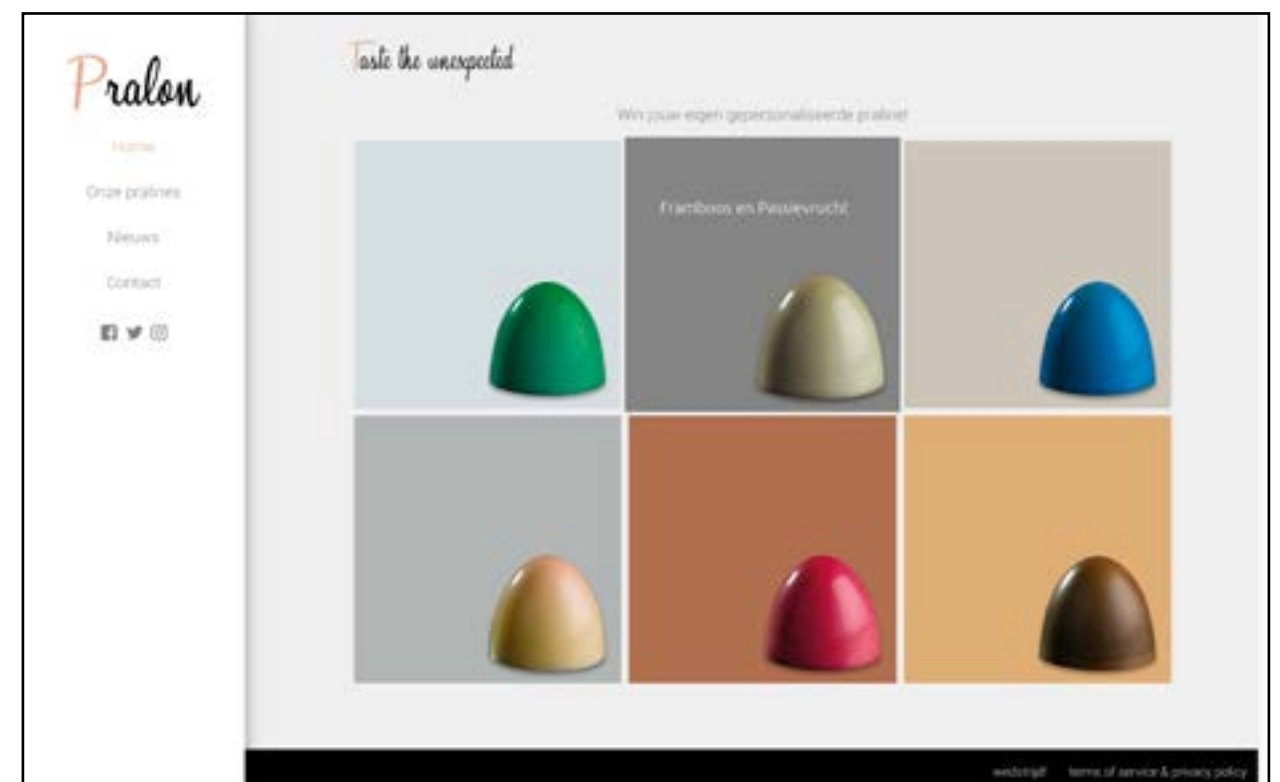 Pralon
Home
Onze pralines
Nieuws
Contact
Taste the unexpected
Win jouw eigen gepersonaliseerde praline!
Framboos en Passievrucht
wedstrijd! terms of service & privacy policy